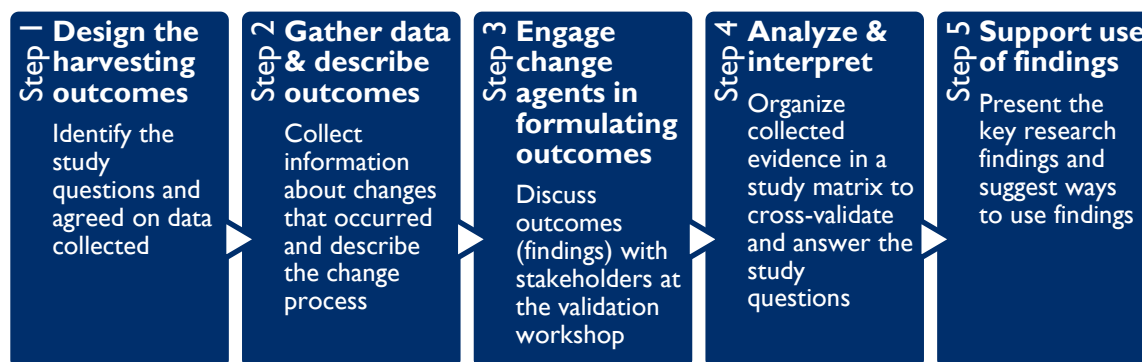 Step 1
Design the
harvesting
outcomes
Identify the
study
questions and
agreed on data
collected
Step 2
Gather data
& describe
outcomes
Collect
information
about changes
that occurred
and describe
the change
process
Step 3
Engage
change
agents in
formulating
outcomes
Discuss
outcomes
(findings) with
stakeholders at
the validation
workshop
Step 4
Analyze &
interpret
Organize
collected
evidence in a
study matrix to
cross-validate
and answer the
study
questions
Step 5
Support use
of findings
Present the
key research
findings and
suggest ways
to use findings